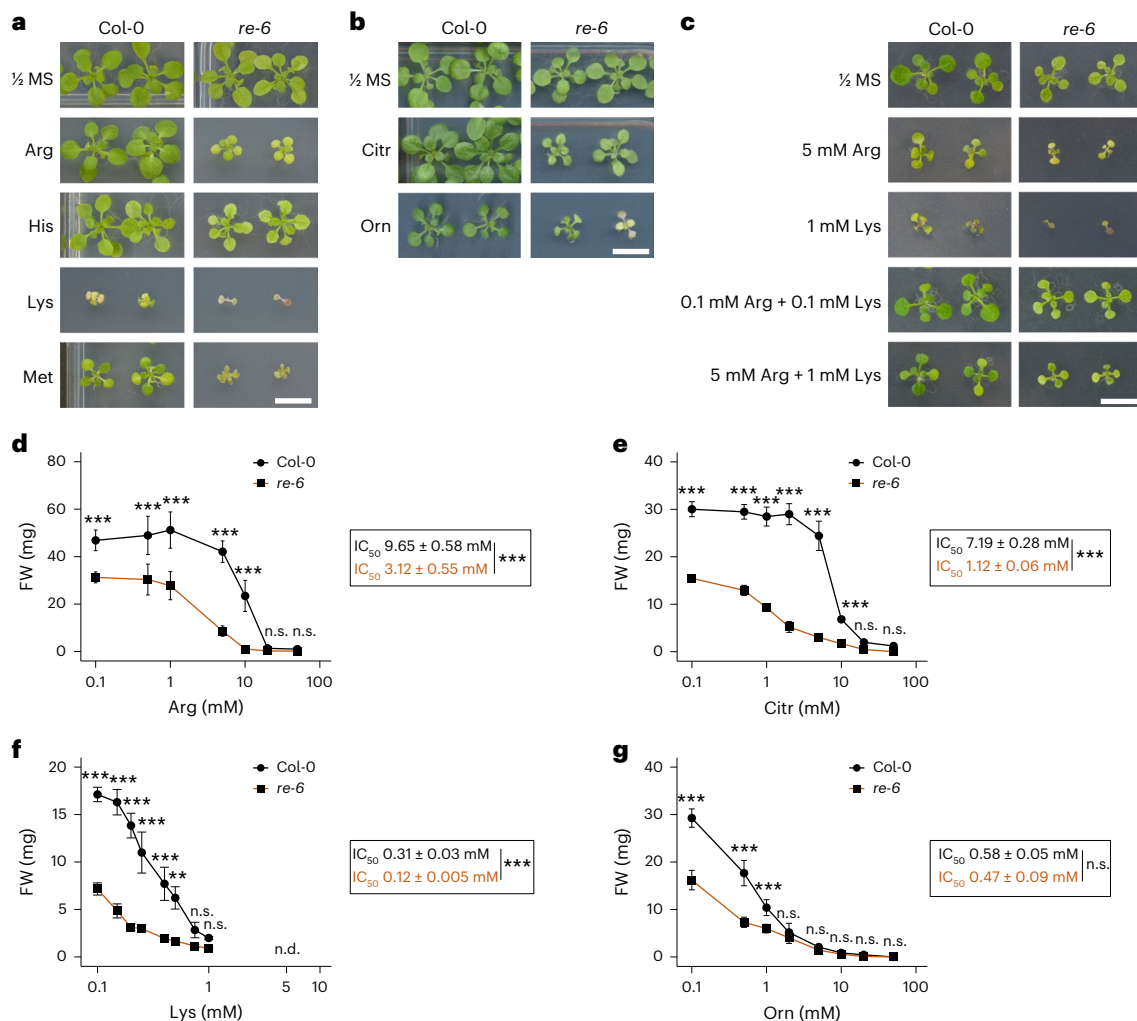 a
Col-0 re-6
½ MS
Arg
His
Lys
Met
b
Col-0 re-6
½ MS
Citr
Orn
c
Col-0 re-6
½ MS
5 mM Arg
1 mM Lys
0.1 mM Arg + 0.1 mM Lys
5 mM Arg + 1 mM Lys
d
FW (mg)
80
60
40
20
0
0.1 1 10 100
Arg (mM)
Col-0
re-6
*** *** *** *** *** n.s. n.s.
IC50 9.65 ± 0.58 mM
IC50 3.12 ± 0.55 mM
***
e
FW (mg)
40
30
20
10
0
0.1 1 10 100
Citr (mM)
Col-0
re-6
*** *** *** *** *** *** n.s. n.s.
IC50 7.19 ± 0.28 mM
IC50 1.12 ± 0.06 mM
***
f
FW (mg)
20
15
10
5
0
0.1 1 5 10
Lys (mM)
Col-0
re-6
*** *** *** *** *** ** n.s. n.s.
n.d.
IC50 0.31 ± 0.03 mM
IC50 0.12 ± 0.005 mM
***
g
FW (mg)
40
30
20
10
0
0.1 1 10 100
Orn (mM)
Col-0
re-6
*** *** *** n.s. n.s. n.s. n.s. n.s.
IC50 0.58 ± 0.05 mM
IC50 0.47 ± 0.09 mM
n.s.